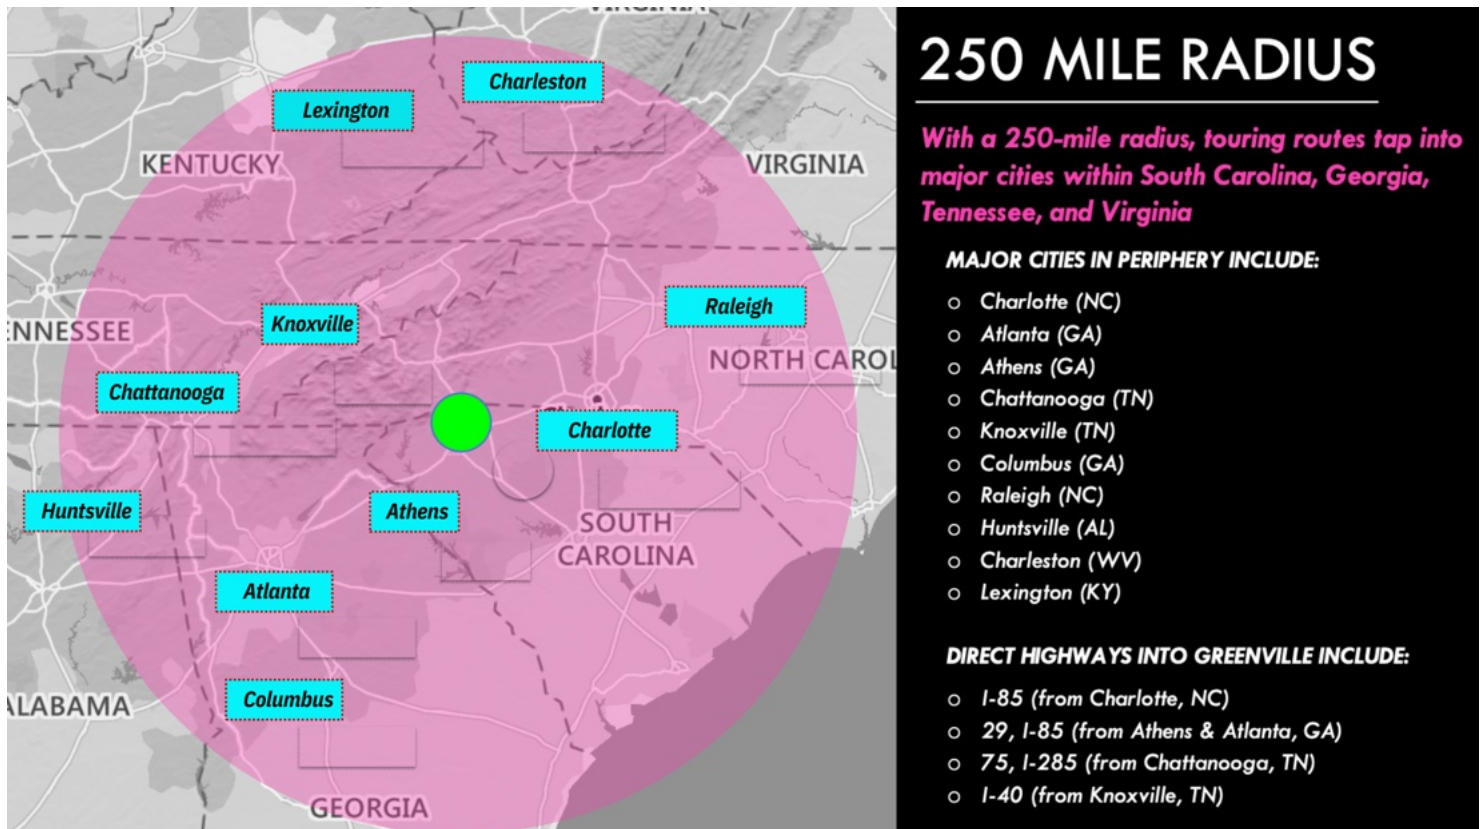 VIRGINIA
Charleston
Lexington
KENTUCKY
VIRGINIA
Knoxville
Raleigh
ENNESSEE
NORTH CAROL
Chattanooga
Charlotte
Huntsville
Athens
SOUTH
CAROLINA
Atlanta
Columbus
ALABAMA
GEORGIA
250 MILE RADIUS
With a 250-mile radius, touring routes tap into
major cities within South Carolina, Georgia,
Tennessee, and Virginia
MAJOR CITIES IN PERIPHERY INCLUDE:
o Charlotte (NC)
o Atlanta (GA)
o Athens (GA)
o Chattanooga (TN)
o Knoxville (TN)
o Columbus (GA)
o Raleigh (NC)
o Huntsville (AL)
o Charleston (WV)
o Lexington (KY)
DIRECT HIGHWAYS INTO GREENVILLE INCLUDE:
o I-85 (from Charlotte, NC)
o 29, I-85 (from Athens & Atlanta, GA)
o 75, I-285 (from Chattanooga, TN)
o I-40 (from Knoxville, TN)